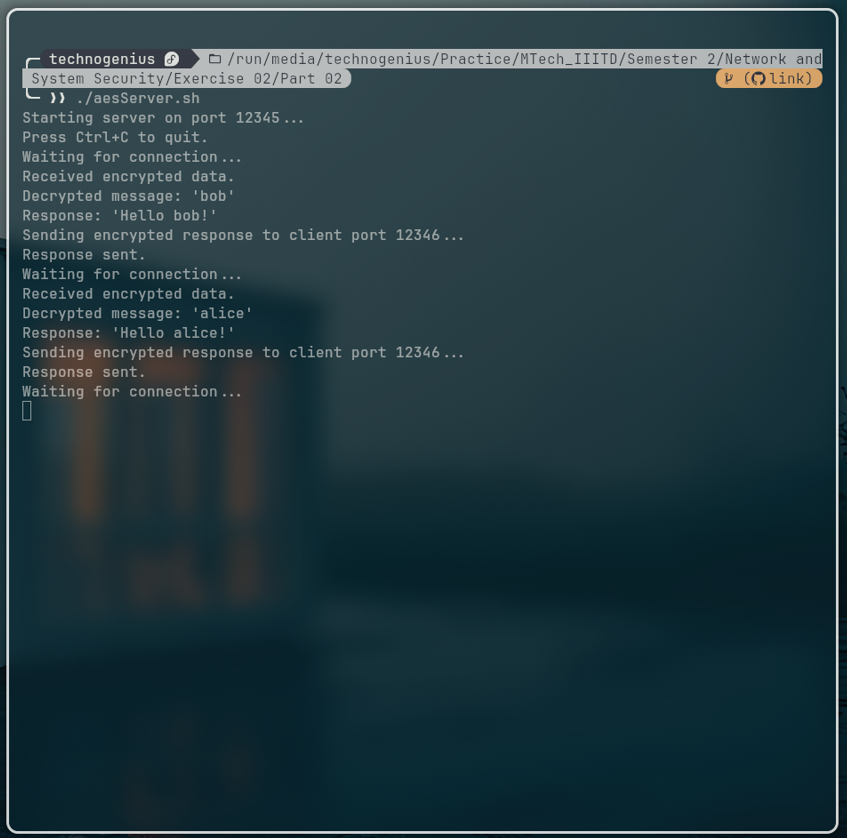 technogenius /run/media/technogenius/Practice/MTech_IIITD/Semester 2/Network and
System Security/Exercise 02/Part 02 (link)
❯❯ ./aesServer.sh
Starting server on port 12345...
Press Ctrl+C to quit.
Waiting for connection...
Received encrypted data.
Decrypted message: 'bob'
Response: 'Hello bob!'
Sending encrypted response to client port 12346...
Response sent.
Waiting for connection...
Received encrypted data.
Decrypted message: 'alice'
Response: 'Hello alice!'
Sending encrypted response to client port 12346...
Response sent.
Waiting for connection...